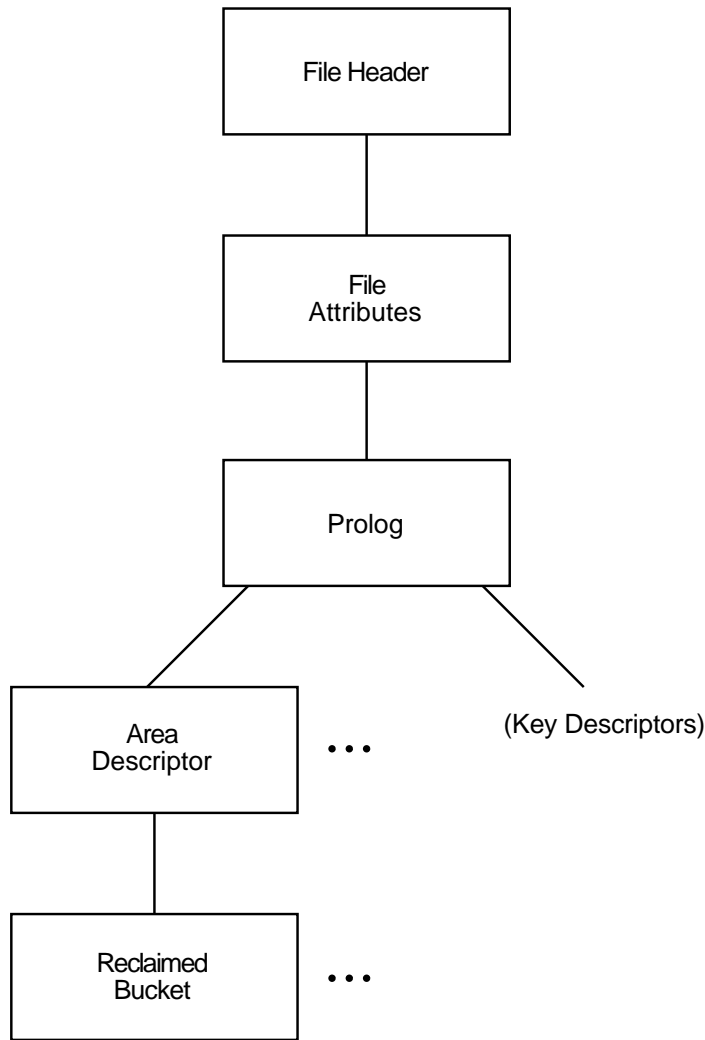 File Header
File
Attributes
Prolog
Area
Descriptor
...
(Key Descriptors)
Reclaimed
Bucket
...